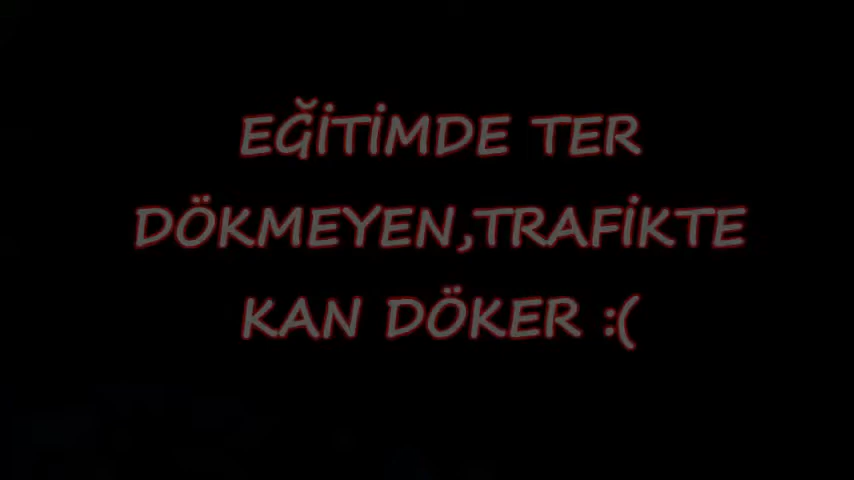 EĞİTİMDE TER
DÖKMEYEN,TRAFİKTE
KAN DÖKER :(